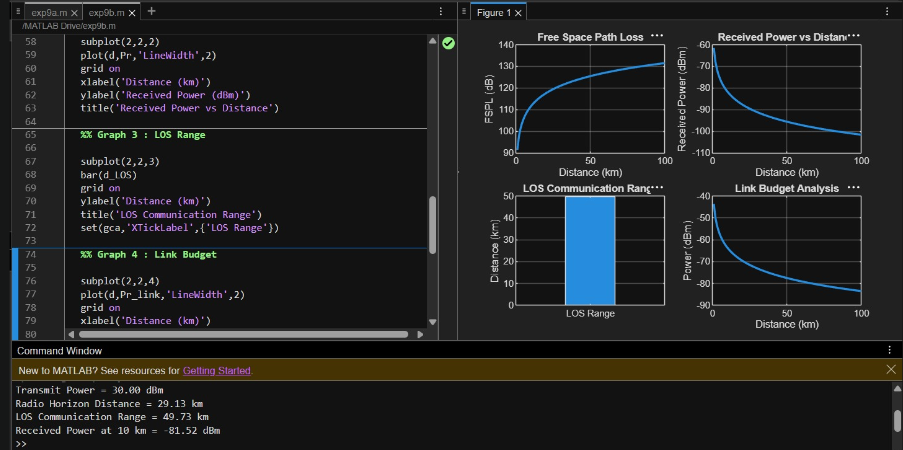 exp9a.m × exp9b.m × +
/MATLAB Drive/exp9b.m
58 subplot(2,2,2)
59 plot(d,Pr,'LineWidth',2)
60 grid on
61 xlabel('Distance (km)')
62 ylabel('Received Power (dBm)')
63 title('Received Power vs Distance')
64
65 %% Graph 3 : LOS Range
66
67 subplot(2,2,3)
68 bar(d_LOS)
69 grid on
70 ylabel('Distance (km)')
71 title('LOS Communication Range')
72 set(gca,'XTickLabel',{'LOS Range'})
73
74 %% Graph 4 : Link Budget
75
76 subplot(2,2,4)
77 plot(d,Pr_link,'LineWidth',2)
78 grid on
79 xlabel('Distance (km)')
80
Figure 1 ×
Free Space Path Loss
140
130
120
110
100
90
FSPL (dB)
0 50 100
Distance (km)
Received Power vs Distan
-60
-70
-80
-90
-100
-110
Received Power (dBm)
0 50 100
Distance (km)
LOS Communication Rang
50
40
30
20
10
0
Distance (km)
LOS Range
Link Budget Analysis
-40
-50
-60
-70
-80
-90
Power (dBm)
0 50 100
Distance (km)
Command Window
New to MATLAB? See resources for Getting Started.
Transmit Power = 30.00 dBm
Radio Horizon Distance = 29.13 km
LOS Communication Range = 49.73 km
Received Power at 10 km = -81.52 dBm
>>